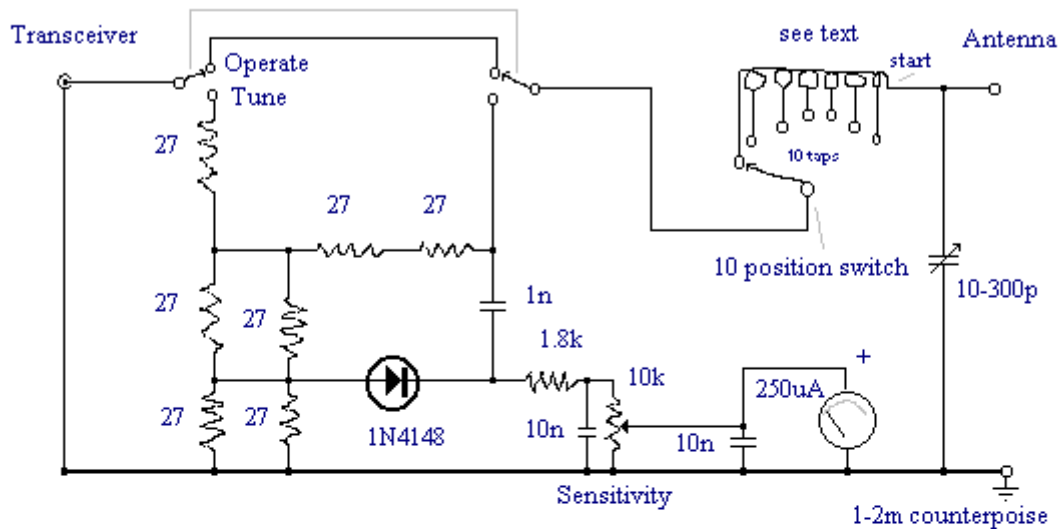 Transceiver
see text
Antenna
Operate
start
Tune
27
10 taps
27
27
10 position switch
10-300p
27
27
1n
1.8k
+
10k
250uA
27
27
1N4148
10n
10n
Sensitivity
1-2m counterpoise